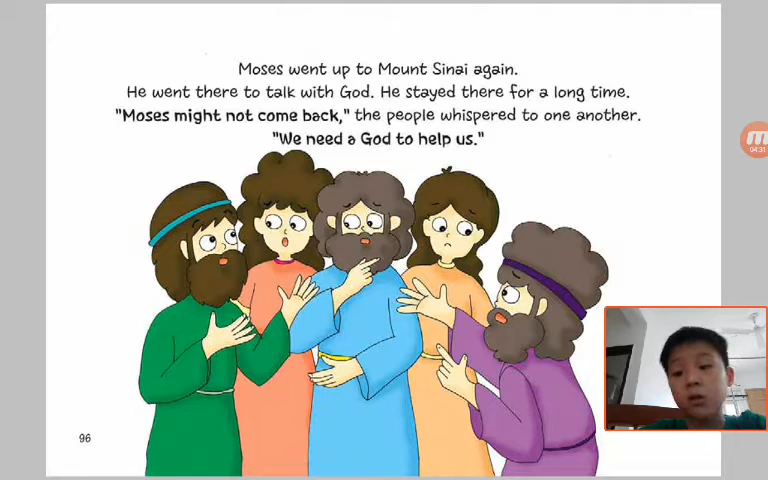 Moses went up to Mount Sinai again.
He went there to talk with God. He stayed there for a long time.
"Moses might not come back," the people whispered to one another.
"We need a God to help us."
04:31
96